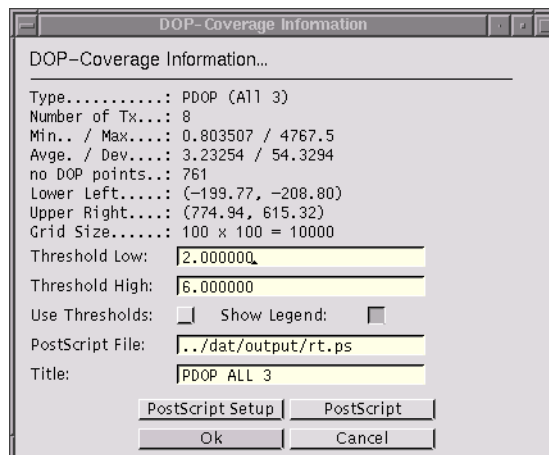 DOP-Coverage Information
DOP-Coverage Information...
Type...........: PDOP (All 3)
Number of Tx...: 8
Min.. / Max....: 0.803507 / 4767.5
Avge. / Dev....: 3.23254 / 54.3294
no DOP points..: 761
Lower Left.....: (-199.77, -208.80)
Upper Right....: (774.94, 615.32)
Grid Size......: 100 x 100 = 10000
Threshold Low: 2.000000
Threshold High: 6.000000
Use Thresholds: Show Legend:
PostScript File: ../dat/output/rt.ps
Title: PDOP ALL 3
PostScript Setup PostScript
Ok Cancel